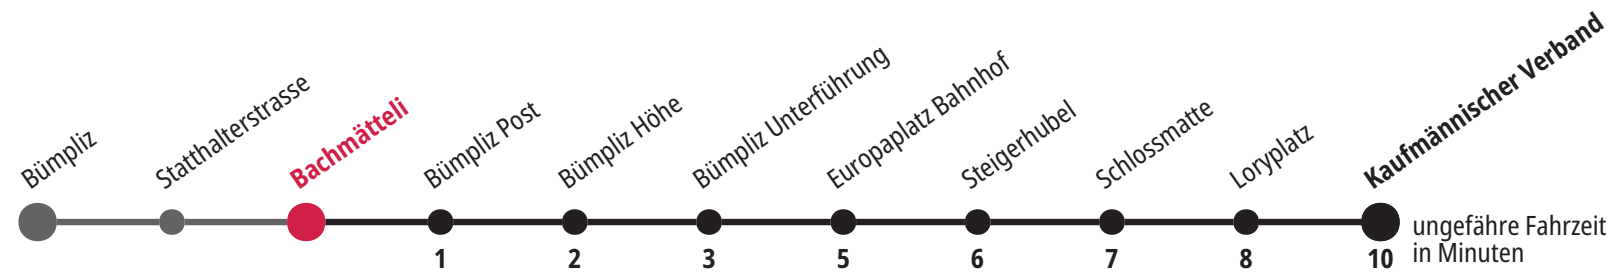 Bümpliz
Statthalterstrasse
Bachmätteli
Bümpliz Post
Bümpliz Höhe
Bümpliz Unterführung
Europaplatz Bahnhof
Steigerhubel
Schlossmatte
Loryplatz
Kaufmännischer Verband
1 2 3 5 6 7 8 10
ungefähre Fahrzeit
in Minuten